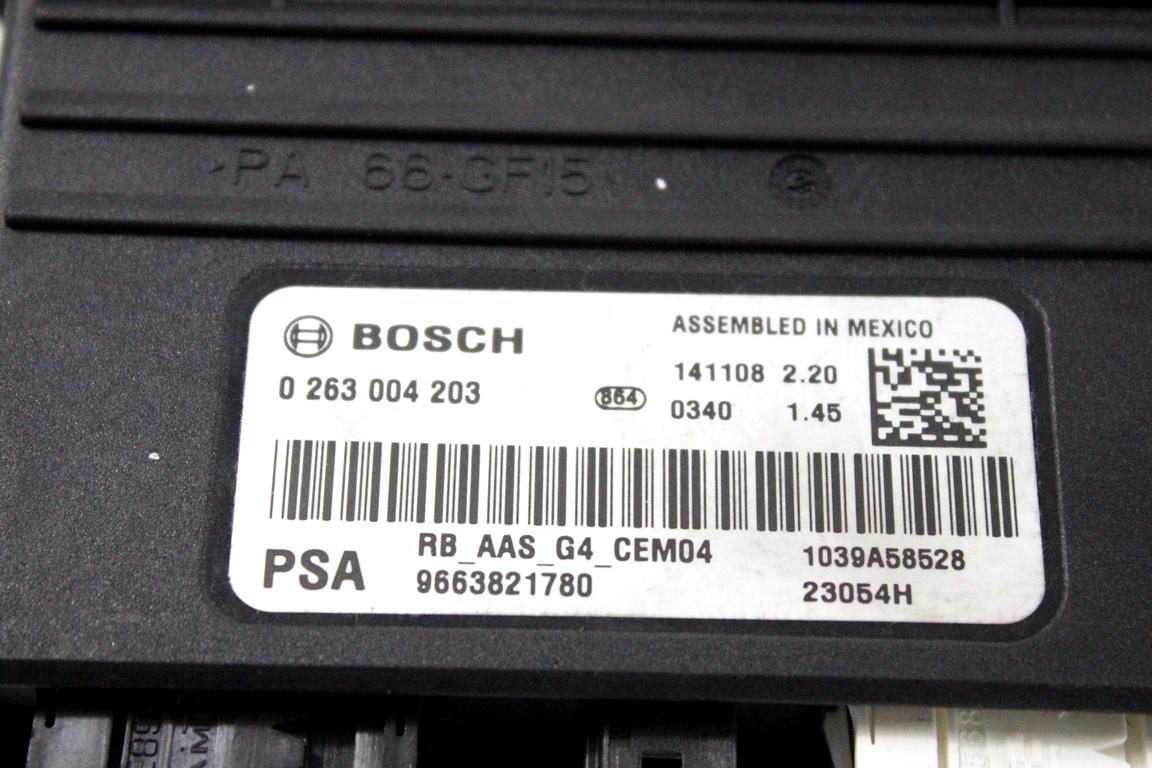 >PA 66-GF15<
BOSCH
ASSEMBLED IN MEXICO
0 263 004 203
864
141108 2.20
0340 1.45
PSA
RB_AAS_G4_CEM04
9663821780
1039A58528
23054H